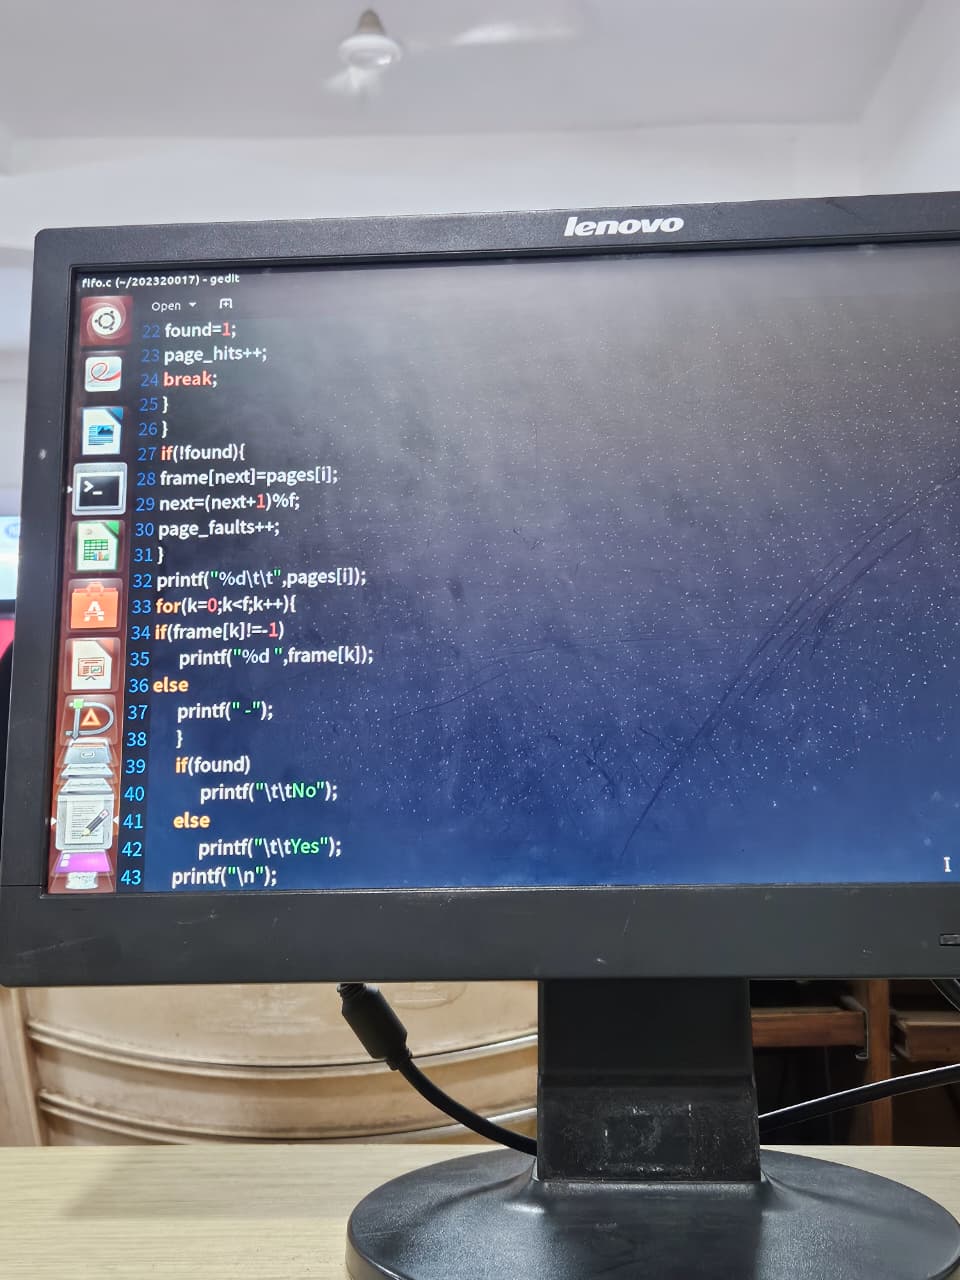 lenovo
fifo.c (~/202320017) - gedit
Open
22 found=1;
23 page_hits++;
24 break;
25 }
26 }
27 if(!found){
28 frame[next]=pages[i];
29 next=(next+1)%f;
30 page_faults++;
31 }
32 printf("%d\t\t",pages[i]);
33 for(k=0;k<f;k++){
34 if(frame[k]!=-1)
35 printf("%d ",frame[k]);
36 else
37 printf(" -");
38 }
39 if(found)
40 printf("\t\tNo");
41 else
42 printf("\t\tYes");
43 printf("\n");